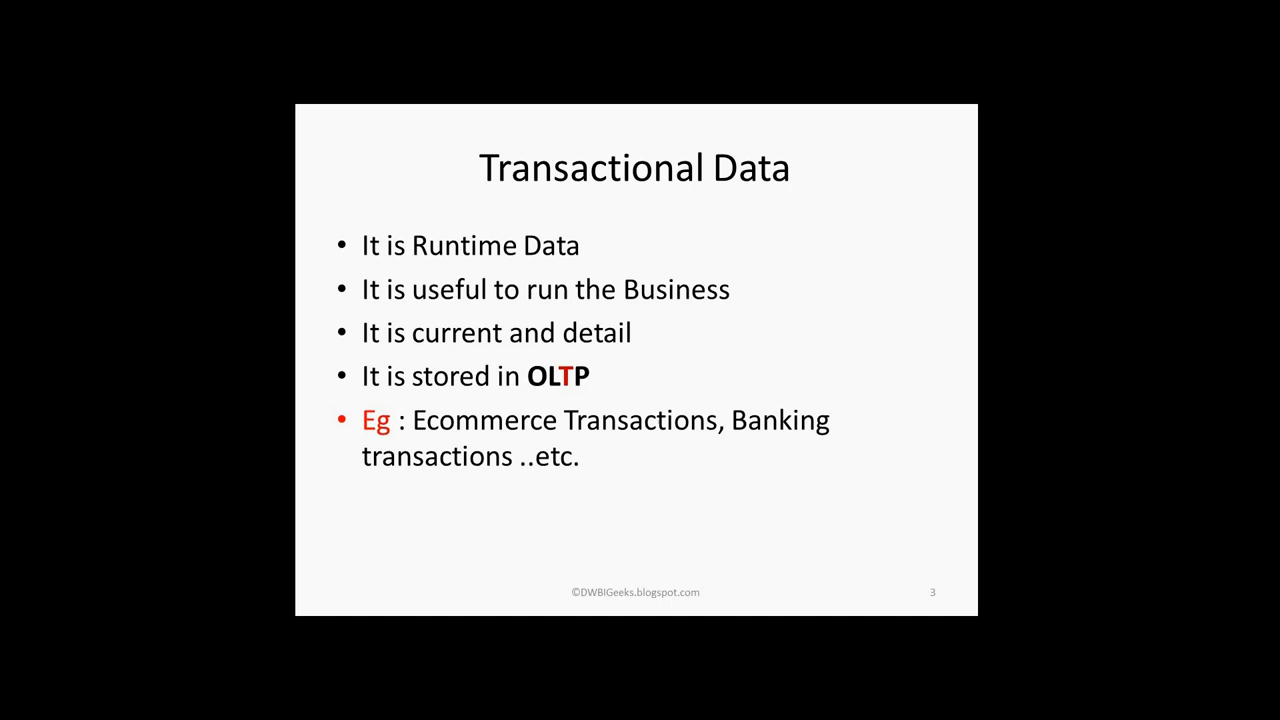 Transactional Data
• It is Runtime Data
• It is useful to run the Business
• It is current and detail
• It is stored in OLTP
• Eg : Ecommerce Transactions, Banking
transactions ..etc.
©DWBIGeeks.blogspot.com
3